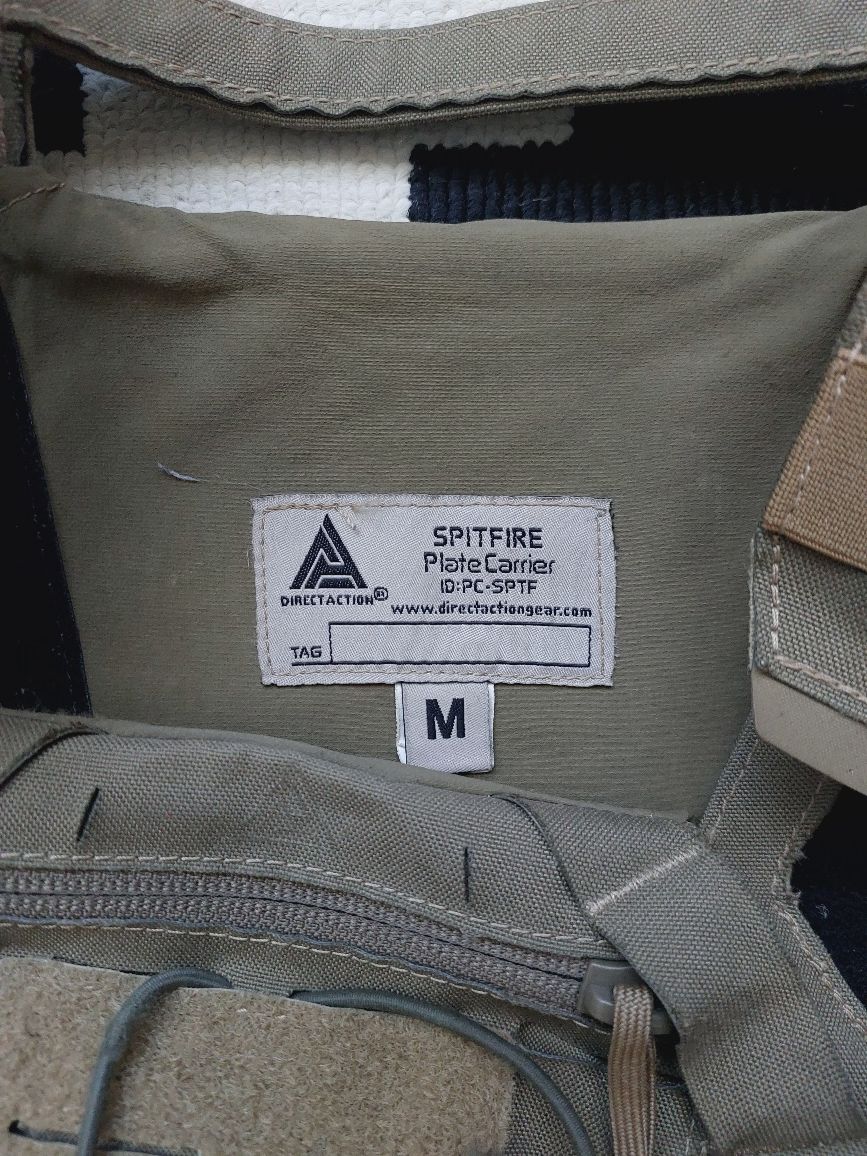 DIRECTACTION®
SPITFIRE
Plate Carrier
ID:PC-SPTF
www.directactiongear.com
TAG
M